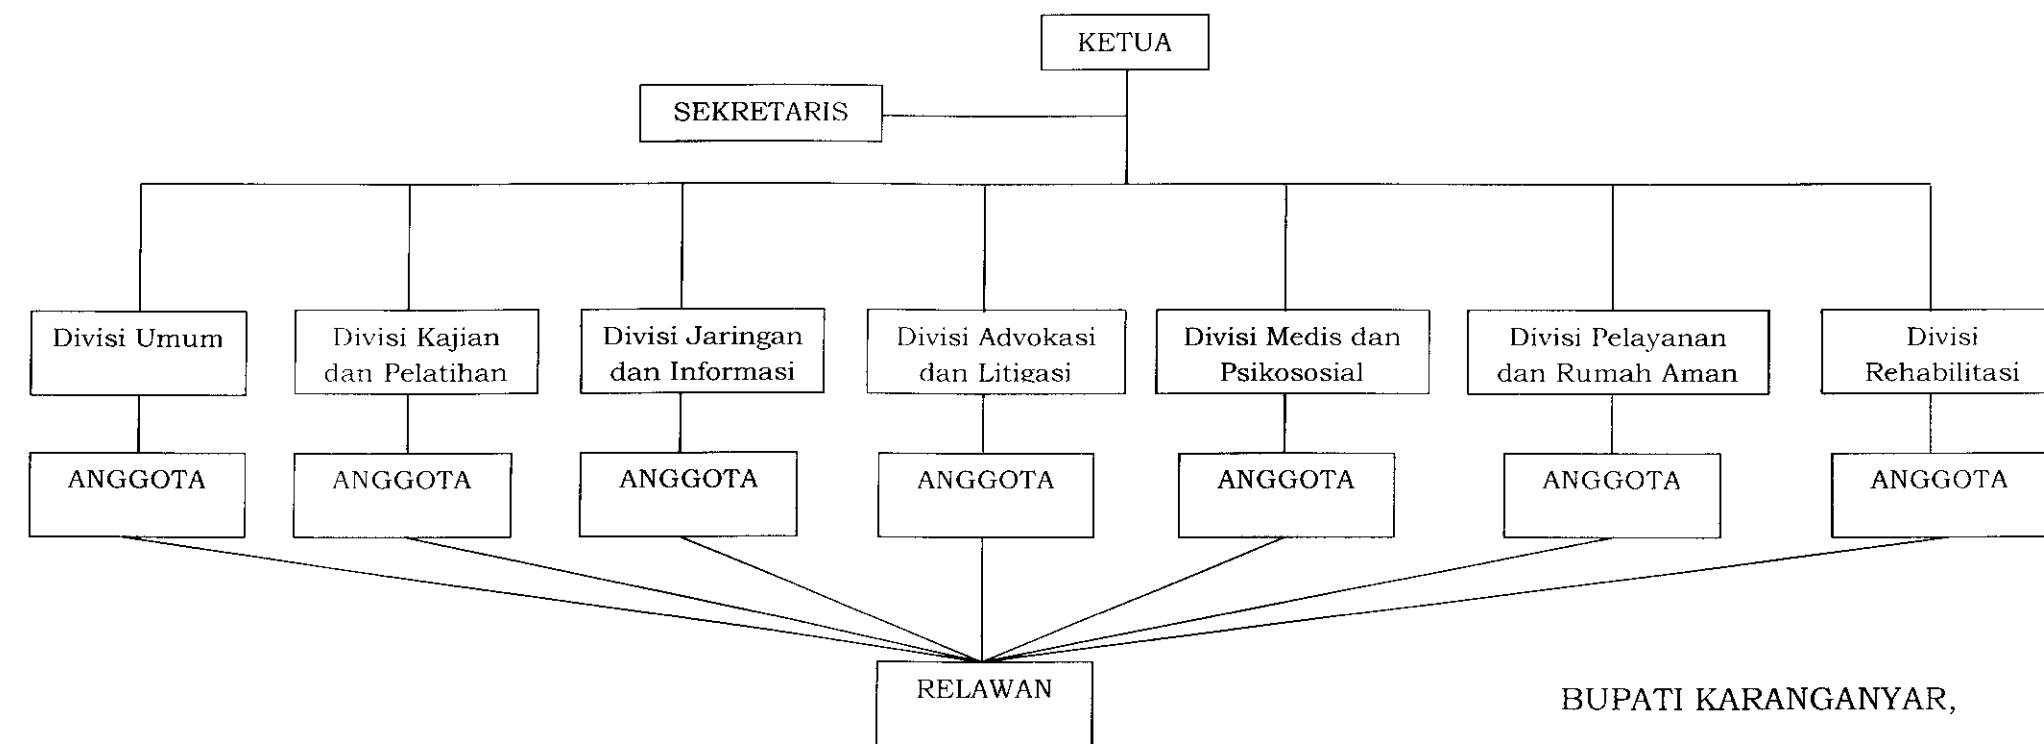 KETUA
SEKRETARIS
Divisi Umum
Divisi Kajian
dan Pelatihan
Divisi Jaringan
dan Informasi
Divisi Advokasi
dan Litigasi
Divisi Medis dan
Psikososial
Divisi Pelayanan
dan Rumah Aman
Divisi
Rehabilitasi
ANGGOTA
ANGGOTA
ANGGOTA
ANGGOTA
ANGGOTA
ANGGOTA
ANGGOTA
RELAWAN
BUPATI KARANGANYAR,